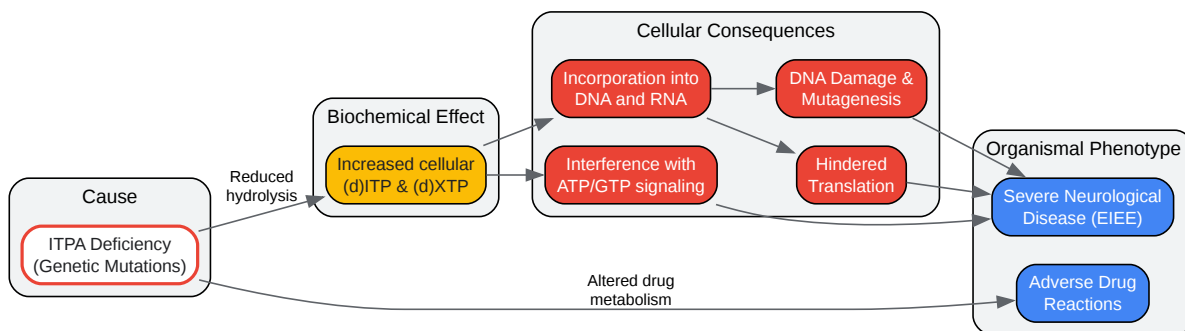 Cause
ITPA Deficiency
(Genetic Mutations)
Reduced
hydrolysis
Biochemical Effect
Increased cellular
(d)ITP & (d)XTP
Cellular Consequences
Incorporation into
DNA and RNA
DNA Damage &
Mutagenesis
Interference with
ATP/GTP signaling
Hindered
Translation
Organismal Phenotype
Severe Neurological
Disease (EIEE)
Altered drug
metabolism
Adverse Drug
Reactions